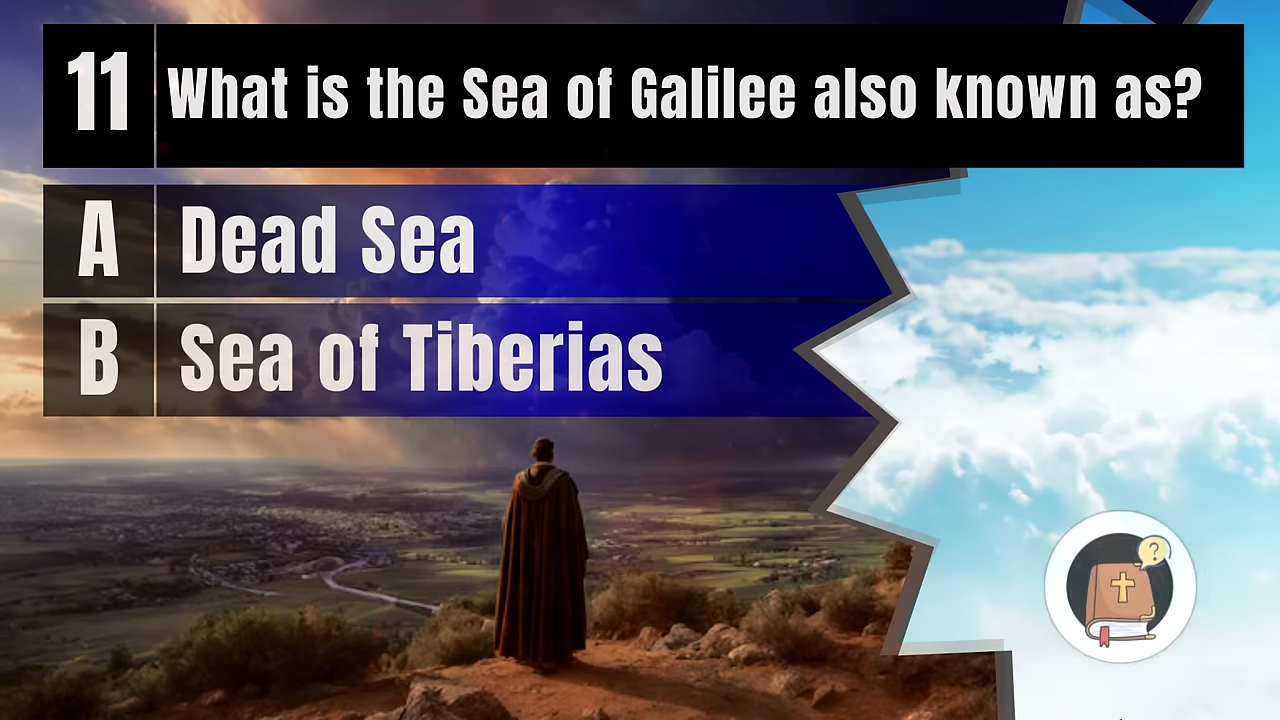 11 What is the Sea of Galilee also known as?
A Dead Sea
B Sea of Tiberias
?